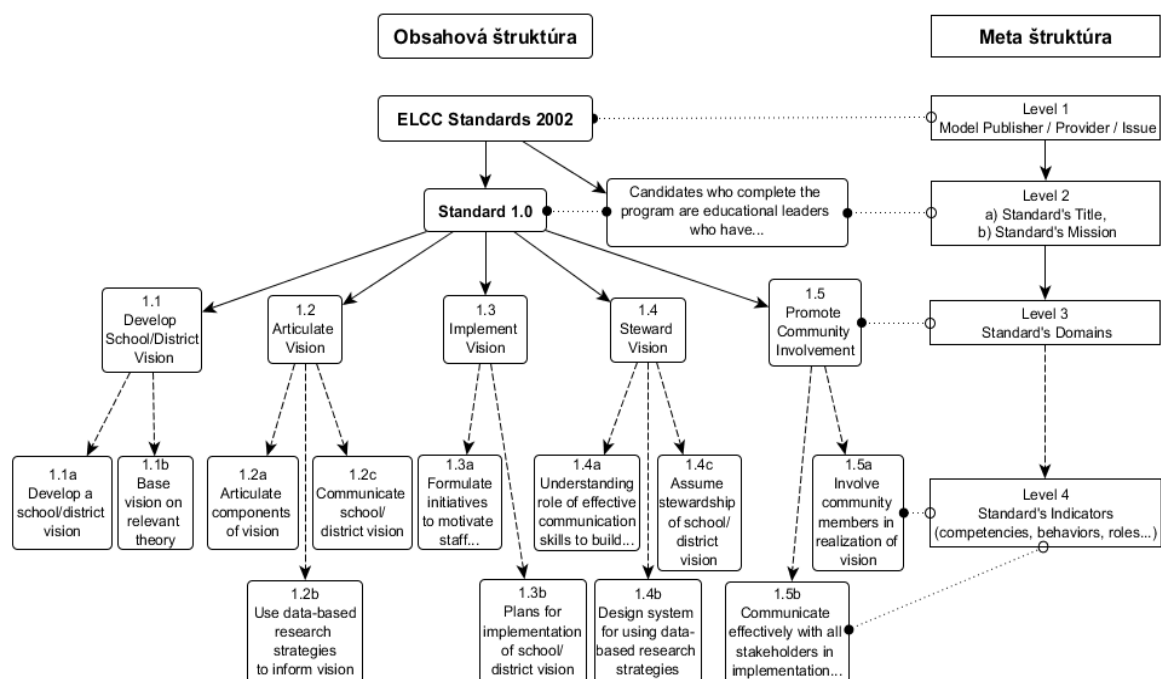 Obsahová štruktúra
Meta štruktúra
ELCC Standards 2002
Level 1
Model Publisher / Provider / Issue
Standard 1.0
Candidates who complete the
program are educational leaders
who have...
Level 2
a) Standard's Title,
b) Standard's Mission
1.1
Develop
School/District
Vision
1.2
Articulate
Vision
1.3
Implement
Vision
1.4
Steward
Vision
1.5
Promote
Community
Involvement
Level 3
Standard's Domains
1.1a
Develop a
school/district
vision
1.1b
Base
vision on
relevant
theory
1.2a
Articulate
components
of vision
1.2c
Communicate
school/
district vision
1.3a
Formulate
initiatives
to motivate
staff...
1.4a
Understanding
role of effective
communication
skills to build...
1.4c
Assume
stewardship
of school/
district vision
1.5a
Involve
community
members in
realization of
vision
Level 4
Standard's Indicators
(competencies, behaviors, roles...)
1.2b
Use data-based
research
strategies
to inform vision
1.3b
Plans for
implementation
of school/
district vision
1.4b
Design system
for using data-
based research
strategies
1.5b
Communicate
effectively with all
stakeholders in
implementation...